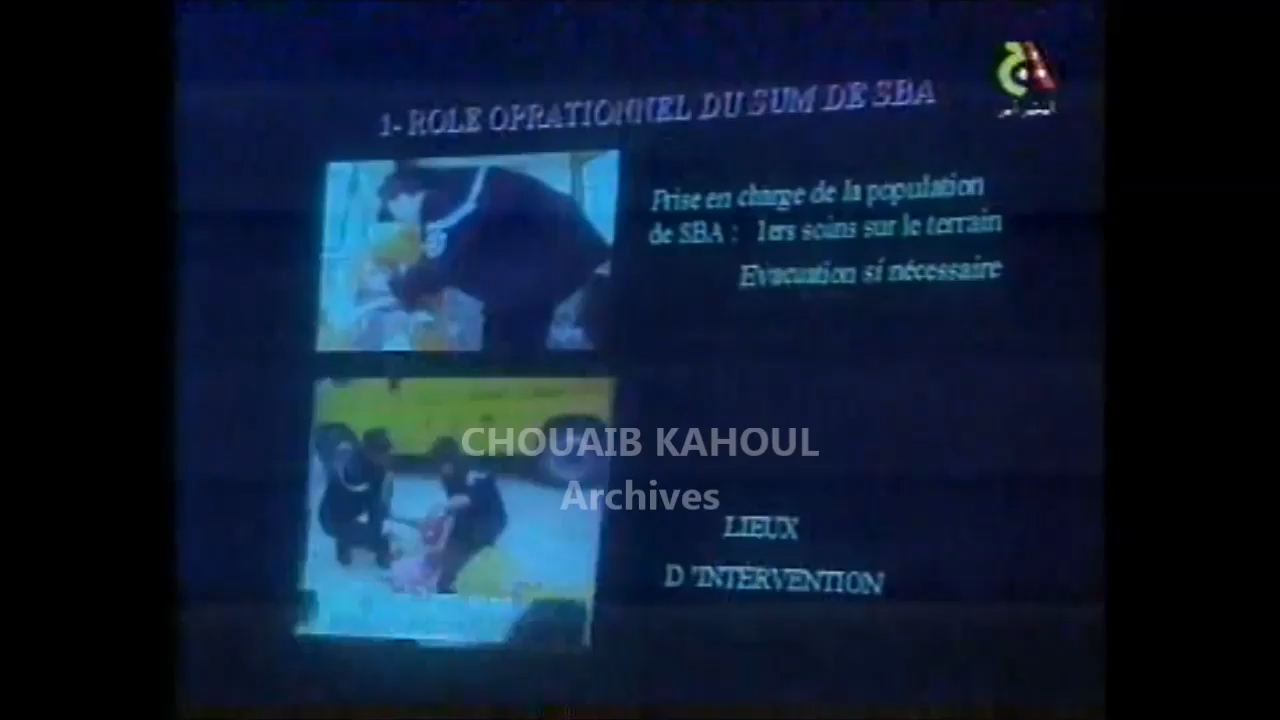 1- ROLE OPRATIONNEL DU SUM DE SBA
Prise en charge de la population
de SBA : 1ers soins sur le terrain
Evacuation si nécessaire
CHOUAIB KAHOUL
Archives
LIEUX
D 'INTERVENTION